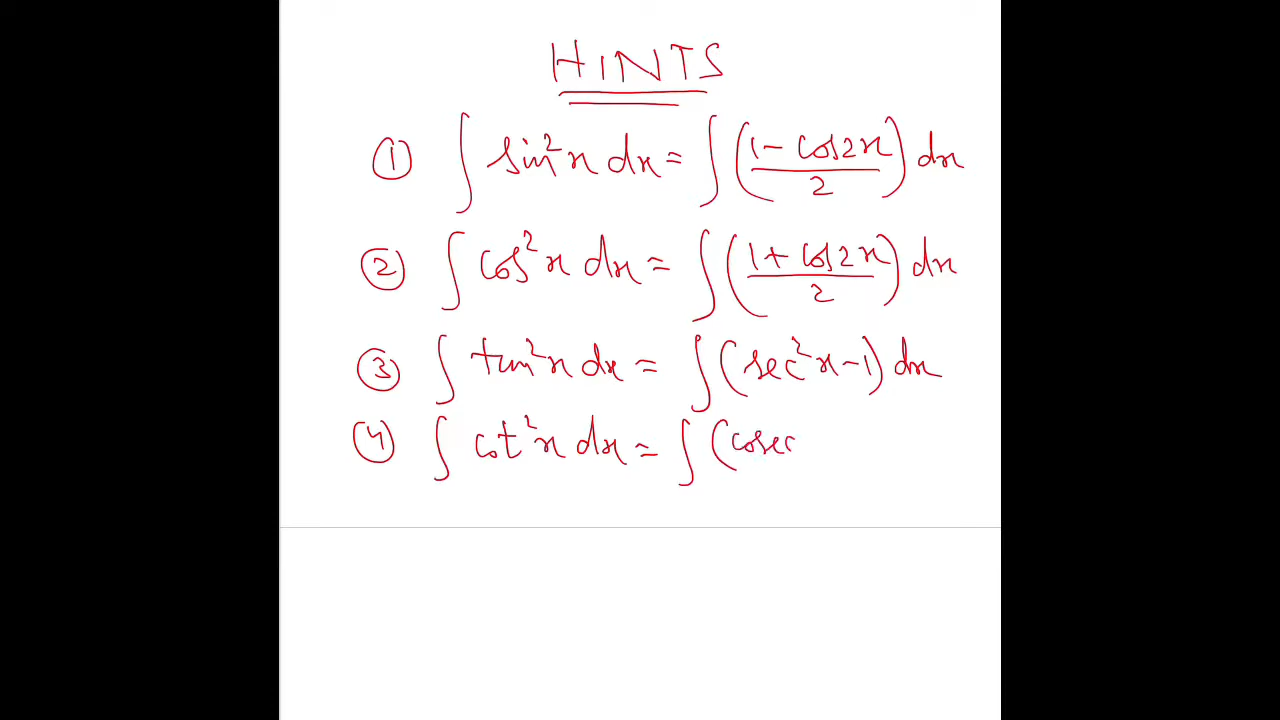 HINTS
① ∫ sin²x dx = ∫ (1 - cos2x / 2) dx
② ∫ cos²x dx = ∫ (1 + cos2x / 2) dx
③ ∫ tan²x dx = ∫ (sec²x - 1) dx
④ ∫ cot²x dx = ∫ (cosec